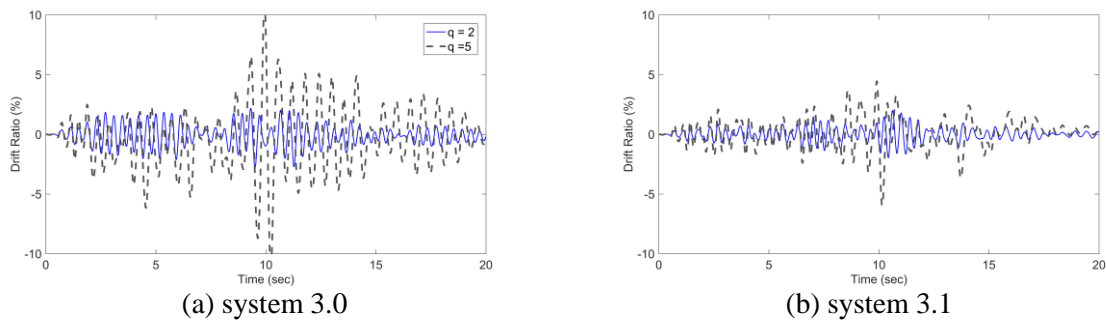 10
5
0
-5
-10
Drift Ratio (%)
q = 2
q =5
0 5 10 15 20
Time (sec)
(a) system 3.0
10
5
0
-5
-10
Drift Ratio (%)
0 5 10 15 20
Time (sec)
(b) system 3.1